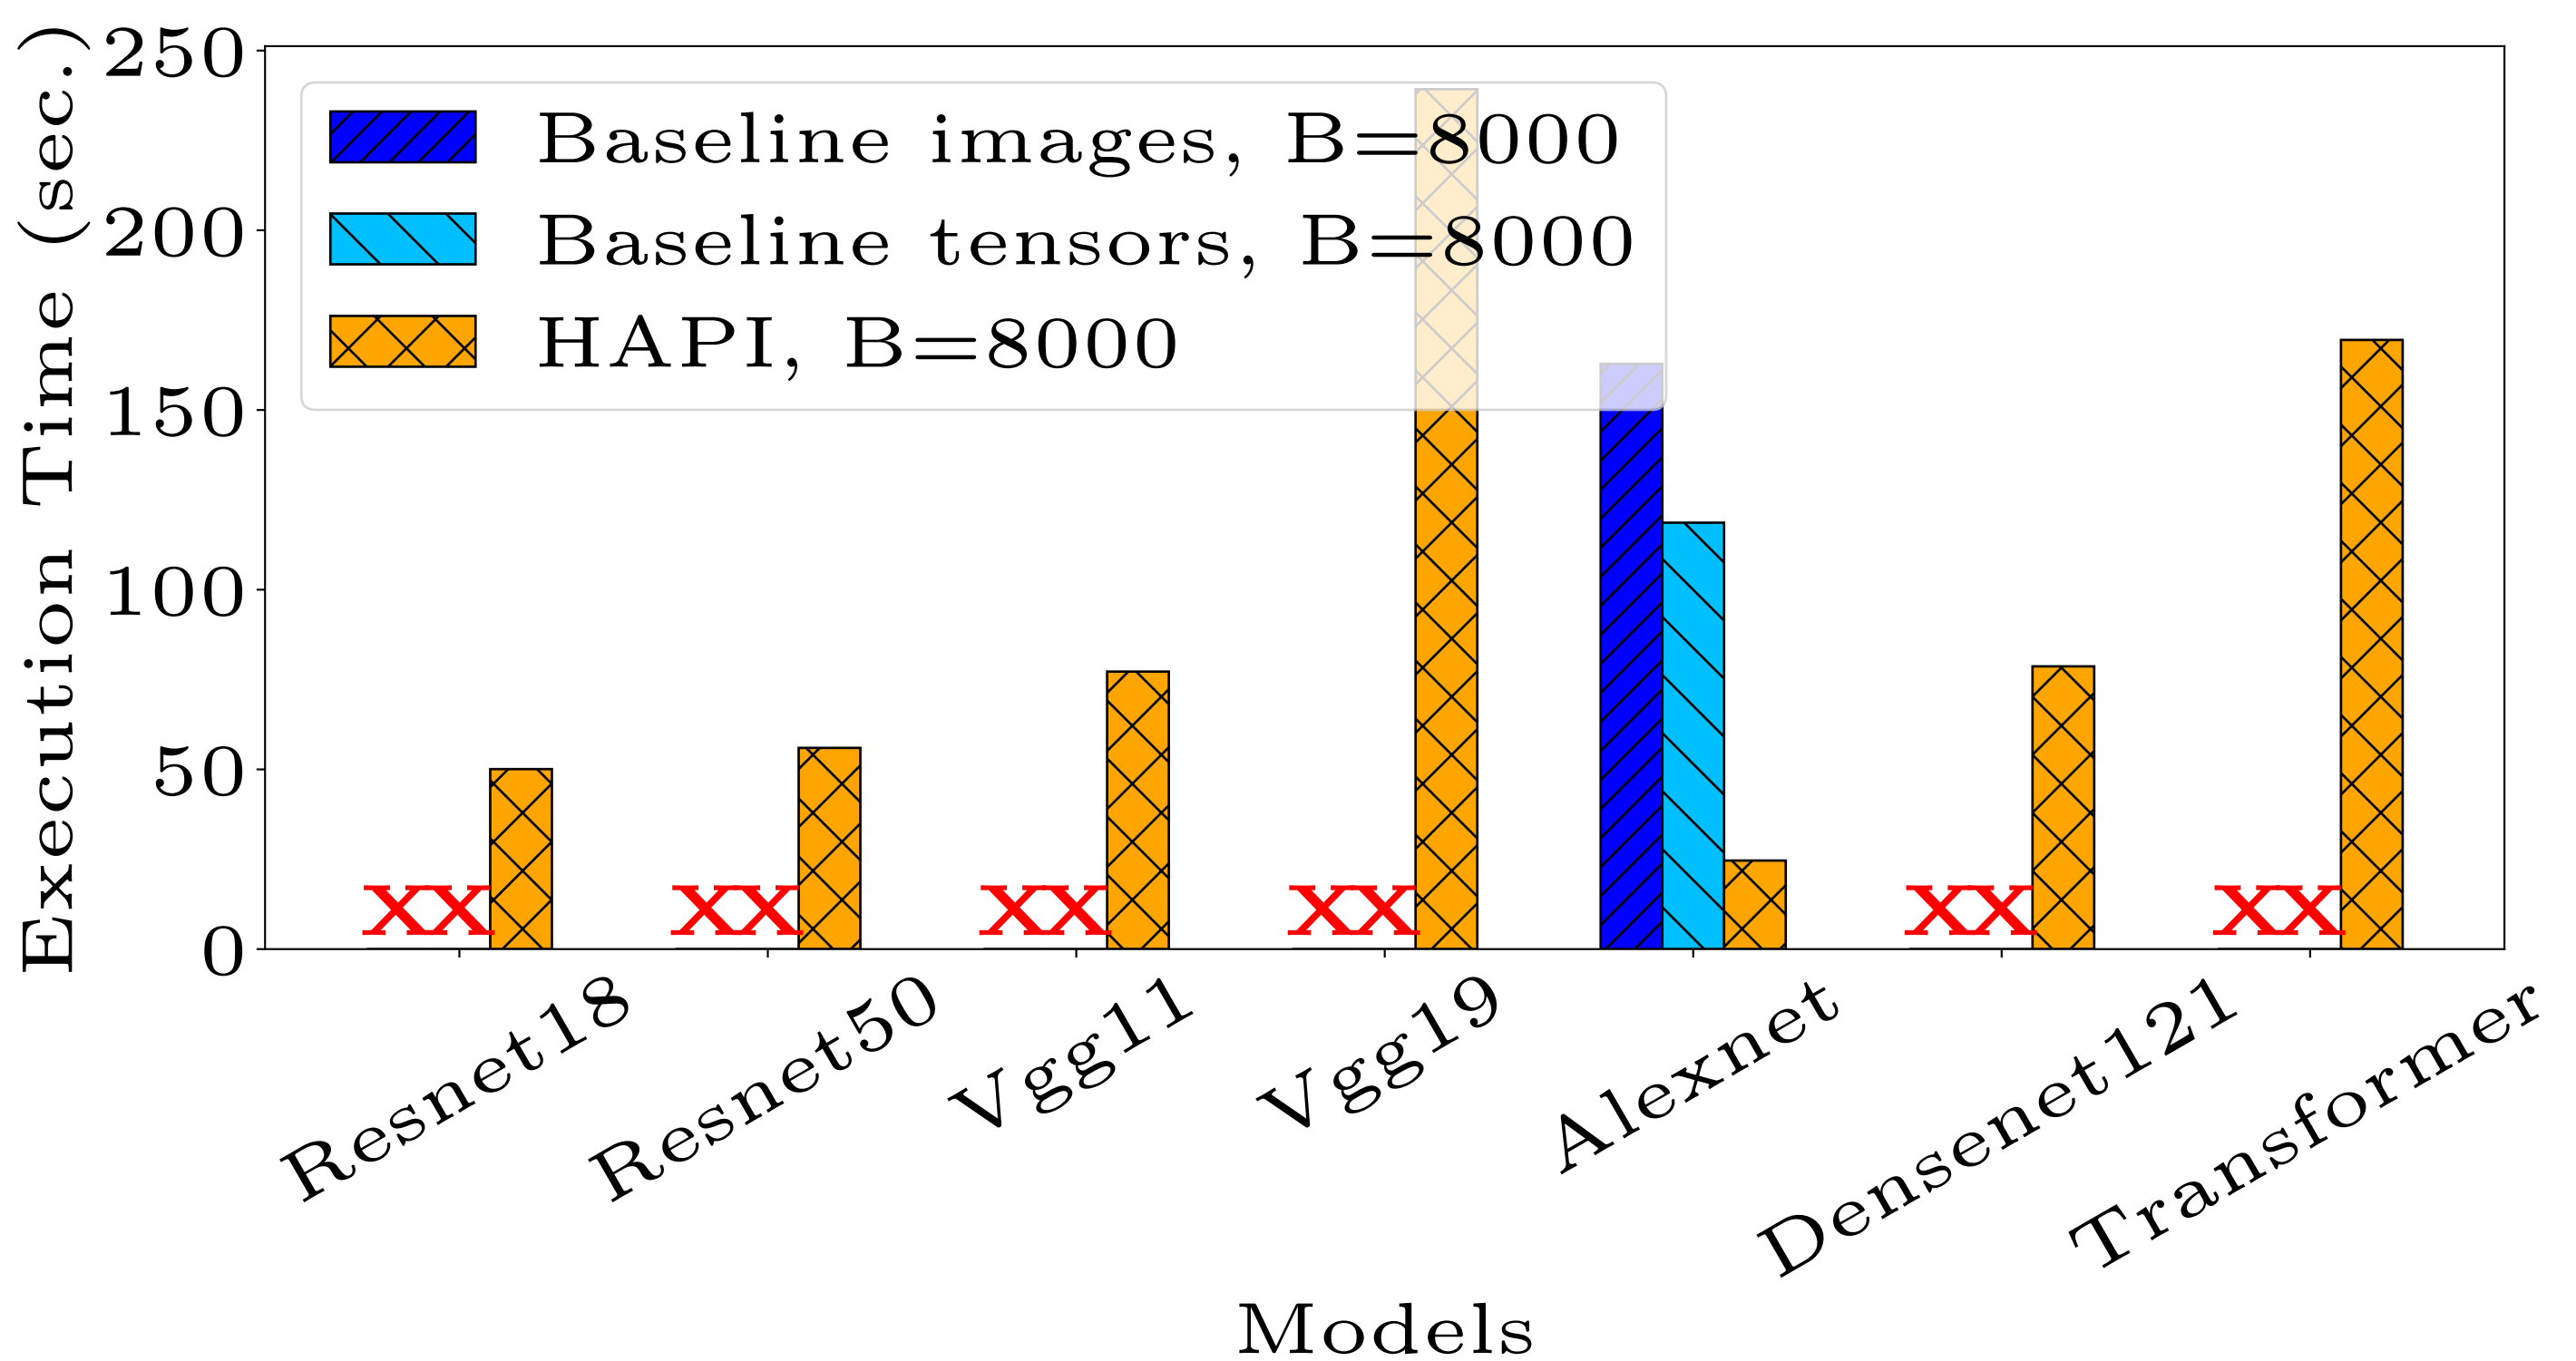 Execution Time (sec.)
250
200
150
100
50
0
Baseline images, B=8000
Baseline tensors, B=8000
HAPI, B=8000
XX XX XX XX XX XX
Resnet18 Resnet50 Vgg11 Vgg19 Alexnet Densenet121 Transformer
Models